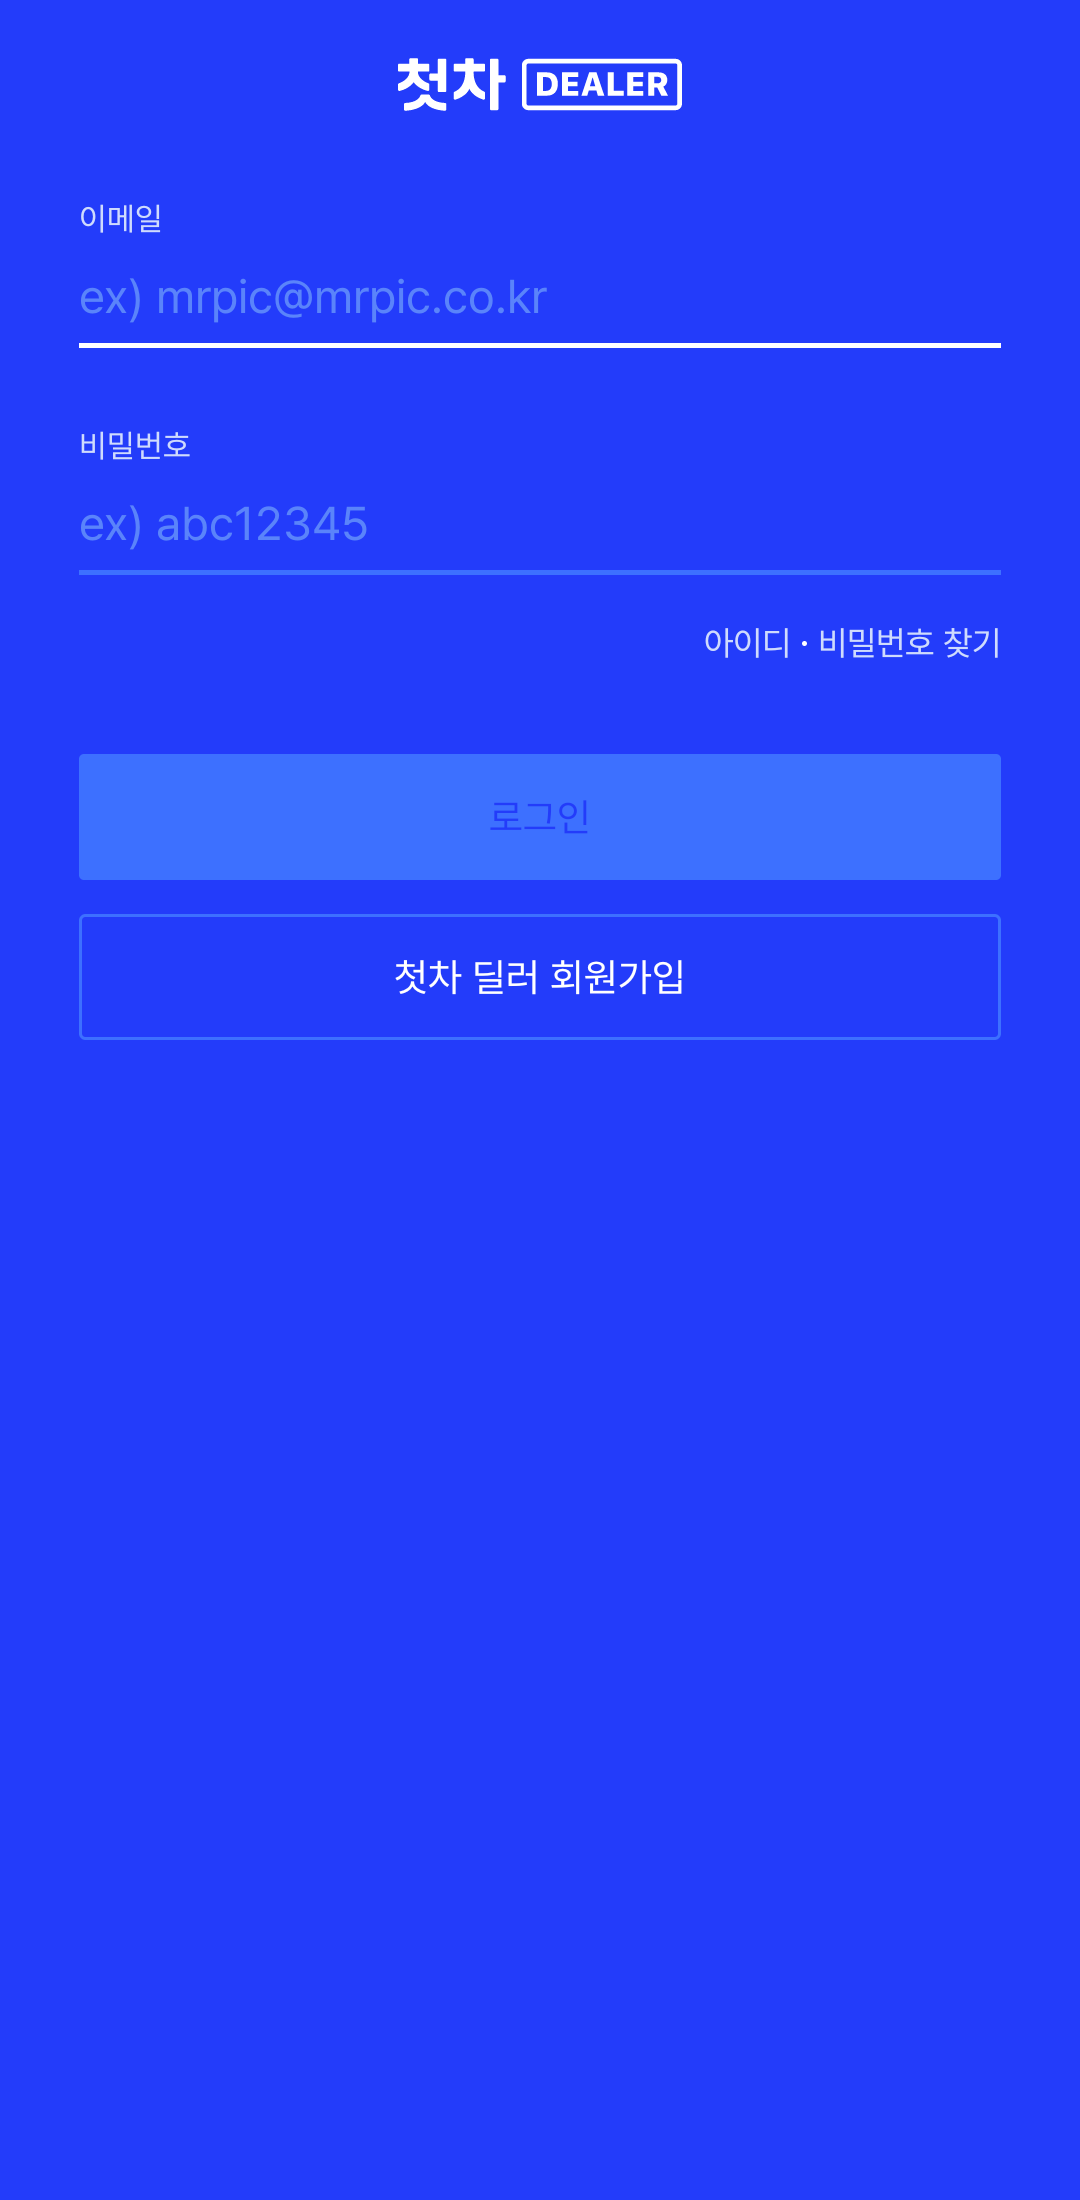 첫차 DEALER
이메일
ex) mrpic@mrpic.co.kr
비밀번호
ex) abc12345
아이디 · 비밀번호 찾기
로그인
첫차 딜러 회원가입